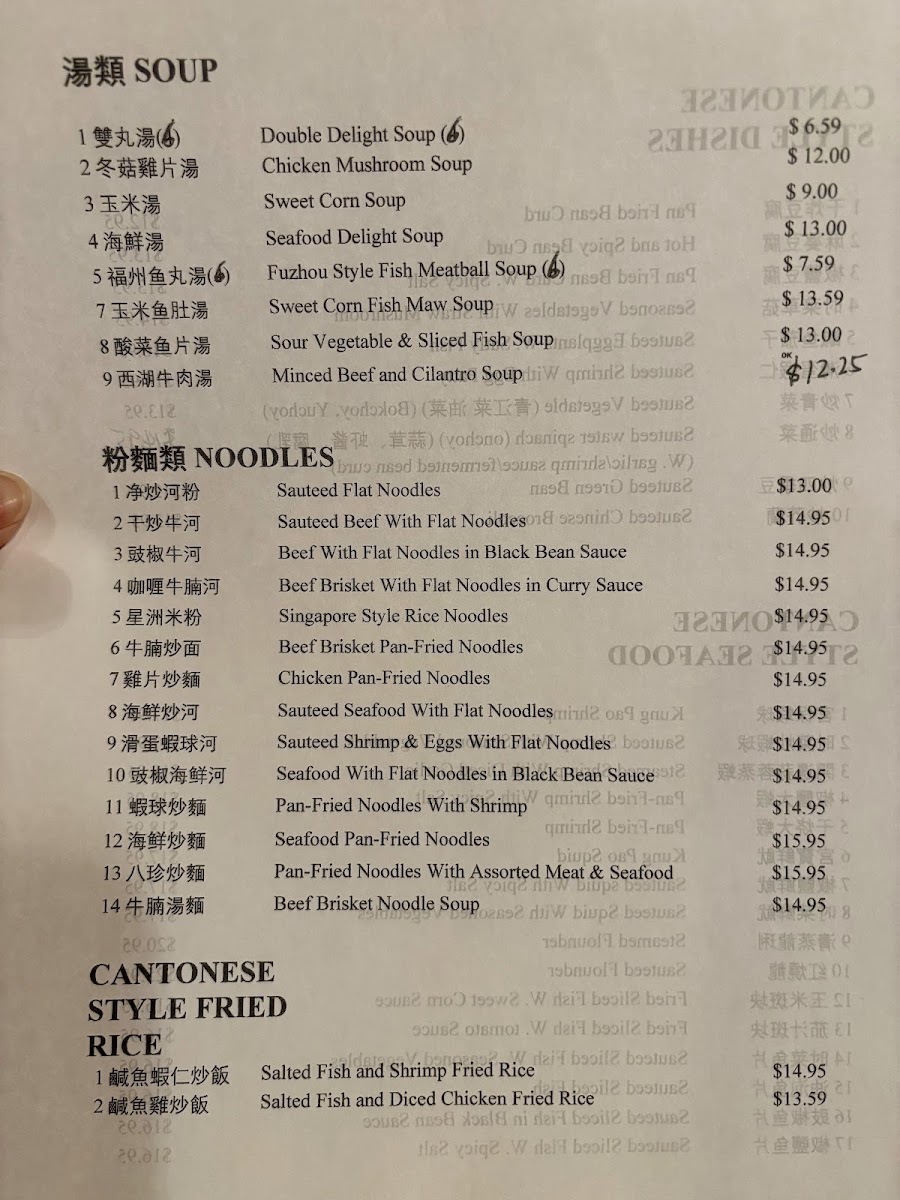 湯類 SOUP
1 雙丸湯(6) Double Delight Soup (6) $ 6.59
2 冬菇雞片湯 Chicken Mushroom Soup $ 12.00
3 玉米湯 Sweet Corn Soup $ 9.00
4 海鮮湯 Seafood Delight Soup $ 13.00
5 福州鱼丸湯(6) Fuzhou Style Fish Meatball Soup (6) $ 7.59
7 玉米鱼肚湯 Sweet Corn Fish Maw Soup $ 13.59
8 酸菜鱼片湯 Sour Vegetable & Sliced Fish Soup $ 13.00
9 西湖牛肉湯 Minced Beef and Cilantro Soup OK $12.25
粉麵類 NOODLES
1 净炒河粉 Sauteed Flat Noodles $13.00
2 干炒牛河 Sauteed Beef With Flat Noodles $14.95
3 豉椒牛河 Beef With Flat Noodles in Black Bean Sauce $14.95
4 咖喱牛腩河 Beef Brisket With Flat Noodles in Curry Sauce $14.95
5 星洲米粉 Singapore Style Rice Noodles $14.95
6 牛腩炒面 Beef Brisket Pan-Fried Noodles $14.95
7 雞片炒麵 Chicken Pan-Fried Noodles $14.95
8 海鲜炒河 Sauteed Seafood With Flat Noodles $14.95
9 滑蛋蝦球河 Sauteed Shrimp & Eggs With Flat Noodles $14.95
10 豉椒海鲜河 Seafood With Flat Noodles in Black Bean Sauce $14.95
11 蝦球炒麵 Pan-Fried Noodles With Shrimp $14.95
12 海鲜炒麵 Seafood Pan-Fried Noodles $15.95
13 八珍炒麵 Pan-Fried Noodles With Assorted Meat & Seafood $15.95
14 牛腩湯麵 Beef Brisket Noodle Soup $14.95
CANTONESE
STYLE FRIED
RICE
1 鹹魚蝦仁炒飯 Salted Fish and Shrimp Fried Rice $14.95
2 鹹魚雞炒飯 Salted Fish and Diced Chicken Fried Rice $13.59